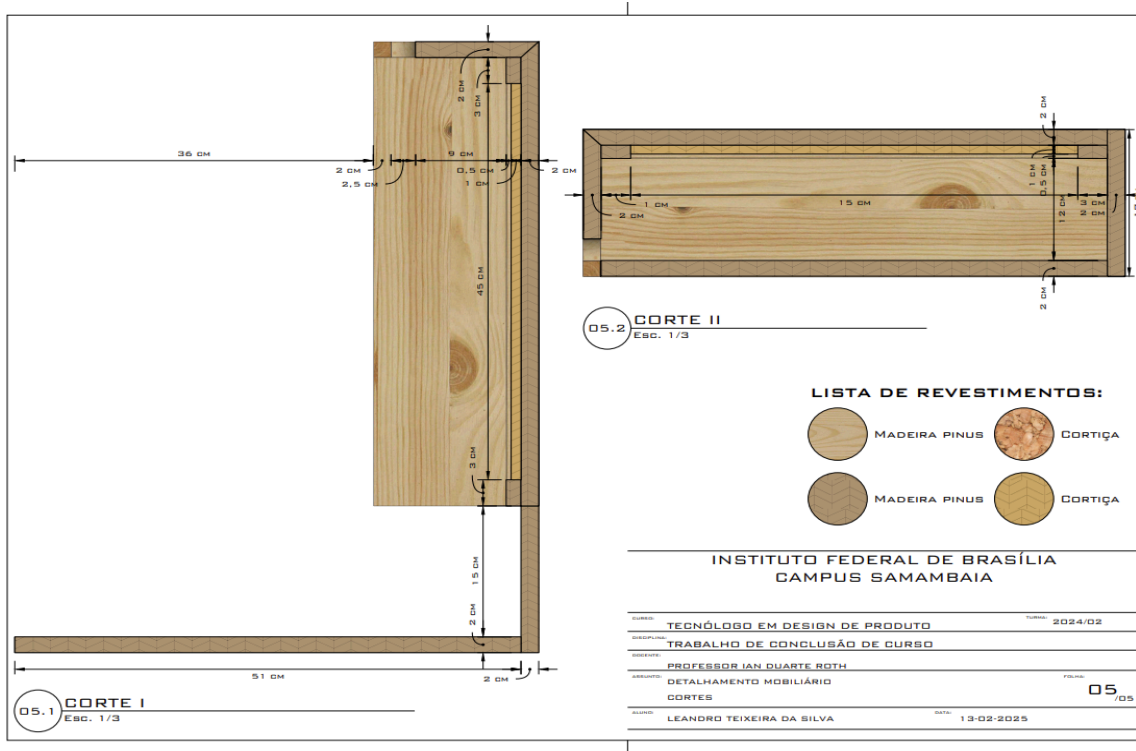 2 CM
3 CM
36 CM
9 CM
2 CM
0,5 CM
2 CM
2,5 CM
1 CM
45 CM
3 CM
15 CM
2 CM
51 CM
2 CM
05.1
CORTE I
Esc. 1/3
2 CM
1 CM
0,5 CM
1 CM
15 CM
3 CM
2 CM
12 CM
2 CM
2 CM
05.2
CORTE II
Esc. 1/3
LISTA DE REVESTIMENTOS:
MADEIRA PINUS
CORTIÇA
MADEIRA PINUS
CORTIÇA
INSTITUTO FEDERAL DE BRASÍLIA
CAMPUS SAMAMBAIA
CURSO: TECNÓLOGO EM DESIGN DE PRODUTO TURMA: 2024/02
DISCIPLINA: TRABALHO DE CONCLUSÃO DE CURSO
DOCENTE: PROFESSOR IAN DUARTE ROTH
ASSUNTO: DETALHAMENTO MOBILIÁRIO
CORTES
FOLHA: 05/05
ALUNO: LEANDRO TEIXEIRA DA SILVA DATA: 13-02-2025